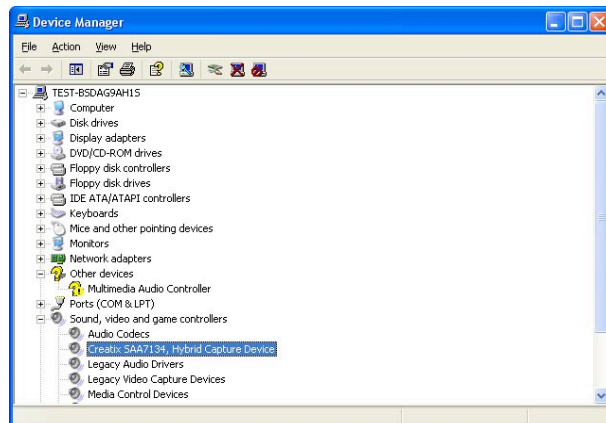 Device Manager
File Action View Help
TEST-BSDAG9AH1S
Computer
Disk drives
Display adapters
DVD/CD-ROM drives
Floppy disk controllers
Floppy disk drives
IDE ATA/ATAPI controllers
Keyboards
Mice and other pointing devices
Monitors
Network adapters
Other devices
Multimedia Audio Controller
Ports (COM & LPT)
Sound, video and game controllers
Audio Codecs
Creatix SAA7134, Hybrid Capture Device
Legacy Audio Drivers
Legacy Video Capture Devices
Media Control Devices